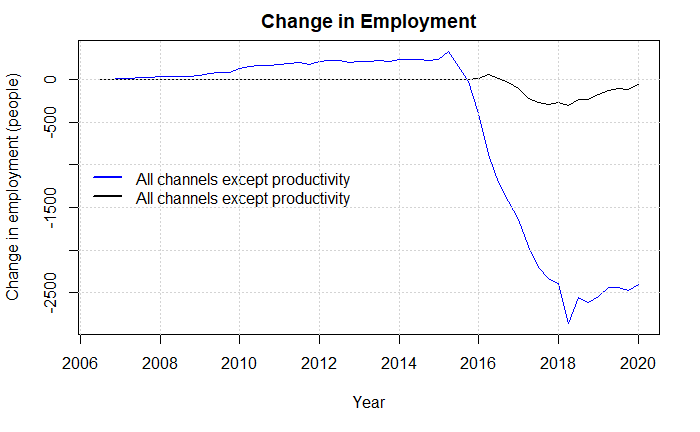 Change in Employment
Change in employment (people)
0
-500
-1500
-2500
All channels except productivity
All channels except productivity
2006 2008 2010 2012 2014 2016 2018 2020
Year